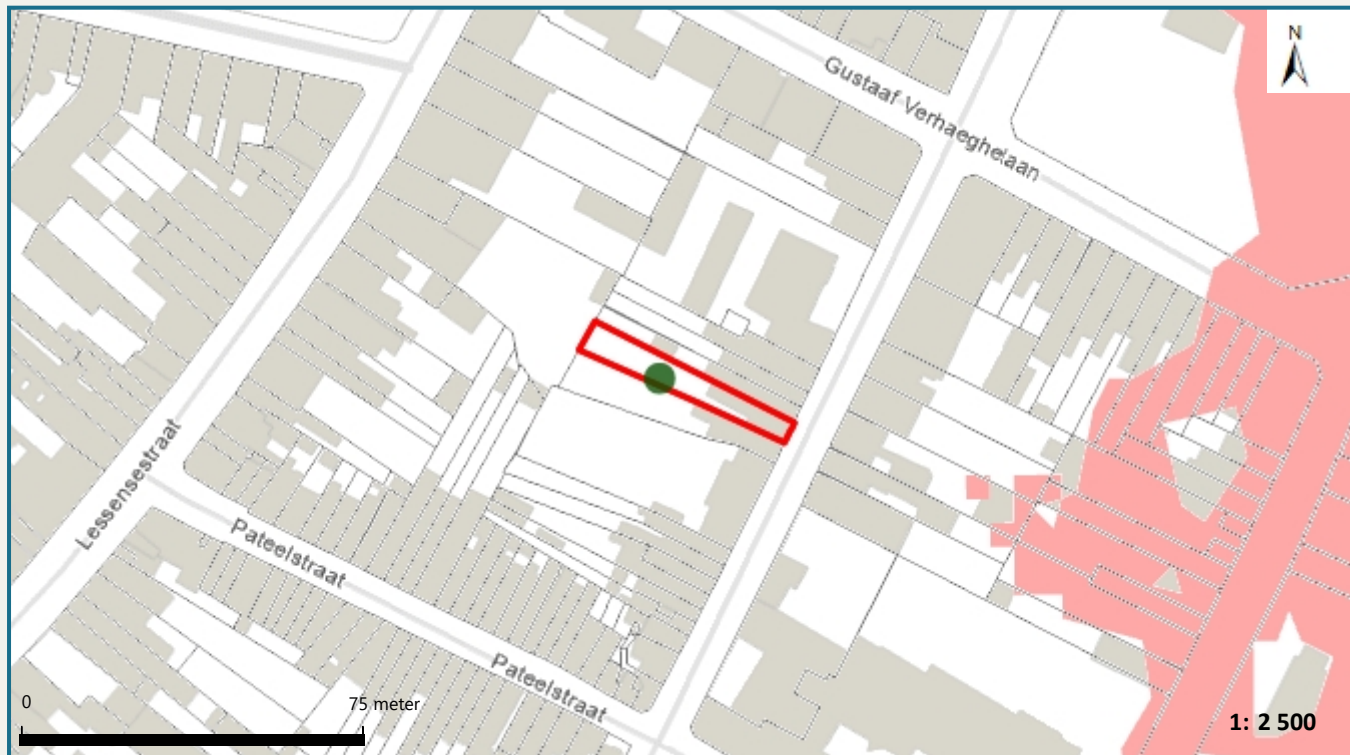 N
Gustaaf Verhaeghelaan
Lessensestraat
Pateelstraat
Pateelstraat
0 75 meter
1: 2 500